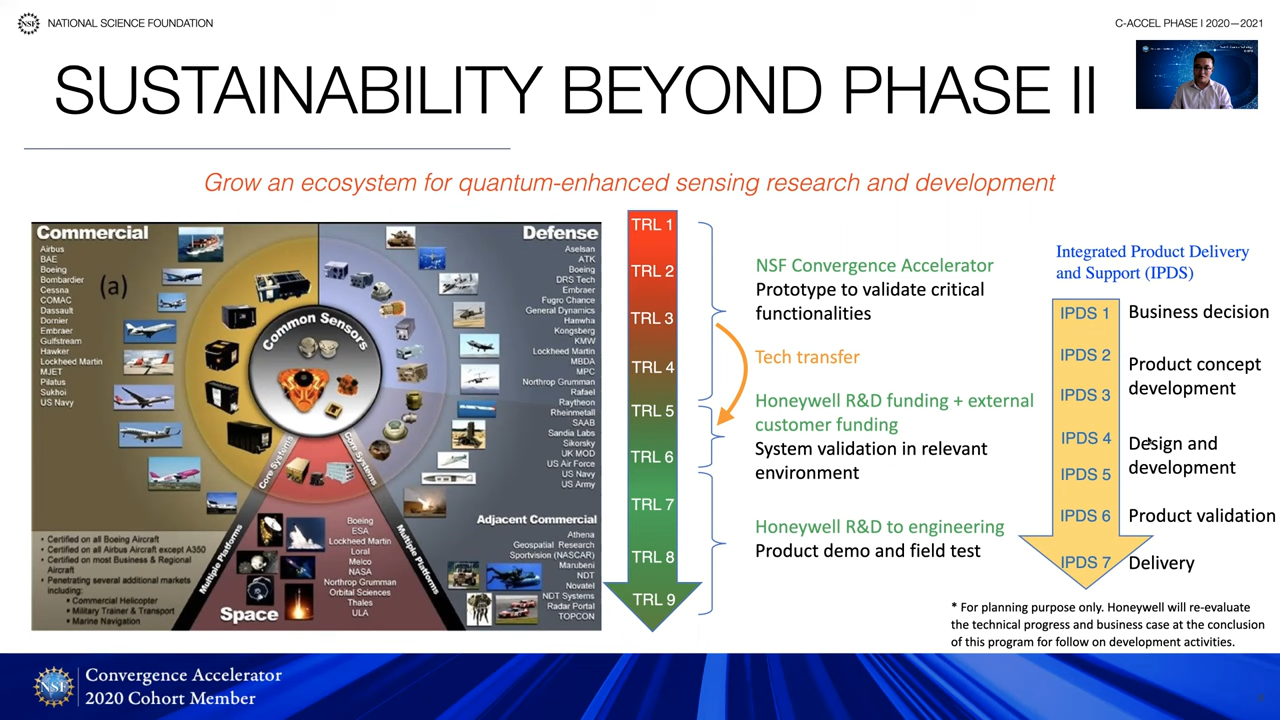 NSF
NATIONAL SCIENCE FOUNDATION
C-ACCEL PHASE I 2020—2021
SUSTAINABILITY BEYOND PHASE II
Grow an ecosystem for quantum-enhanced sensing research and development
Commercial
Airbus
BAE
Boeing
Bombardier
Cessna
COMAC
Dassault
Dornier
Embraer
Gulfstream
Hawker
Lockheed Martin
MJET
Pilatus
Sukhoi
US Navy
(a)
Common Sensors
Core Systems
Core Systems
Multiple Platforms
Multiple Platforms
Defense
Aselsan
ATK
Boeing
DRS Tech
Embraer
Fugro Chance
General Dynamics
Hanwha
Kongsberg
KMW
Lockheed Martin
MBDA
MPC
Northrop Grumman
Rafael
Raytheon
Rheinmetall
SAAB
Sandia Labs
Sikorsky
UK MOD
US Air Force
US Navy
US Army
• Certified on all Boeing Aircraft
• Certified on all Airbus Aircraft except A350
• Certified on most Business & Regional
Aircraft
• Penetrating several additional markets
including:
• Commercial Helicopter
• Military Trainer & Transport
• Marine Navigation
Space
Boeing
ESA
Lockheed Martin
Loral
Melco
NASA
Northrop Grumman
Orbital Sciences
Thales
ULA
Adjacent Commercial
Athena
Geospatial Research
Sportvision (NASCAR)
Marubeni
NDT
Novatel
NDT Systems
Radar Portal
TOPCON
TRL 1
TRL 2
TRL 3
TRL 4
TRL 5
TRL 6
TRL 7
TRL 8
TRL 9
NSF Convergence Accelerator
Prototype to validate critical
functionalities
Tech transfer
Honeywell R&D funding + external
customer funding
System validation in relevant
environment
Honeywell R&D to engineering
Product demo and field test
Integrated Product Delivery
and Support (IPDS)
IPDS 1
IPDS 2
IPDS 3
IPDS 4
IPDS 5
IPDS 6
IPDS 7
Business decision
Product concept
development
Design and
development
Product validation
Delivery
* For planning purpose only. Honeywell will re-evaluate
the technical progress and business case at the conclusion
of this program for follow on development activities.
NSF
Convergence Accelerator
2020 Cohort Member